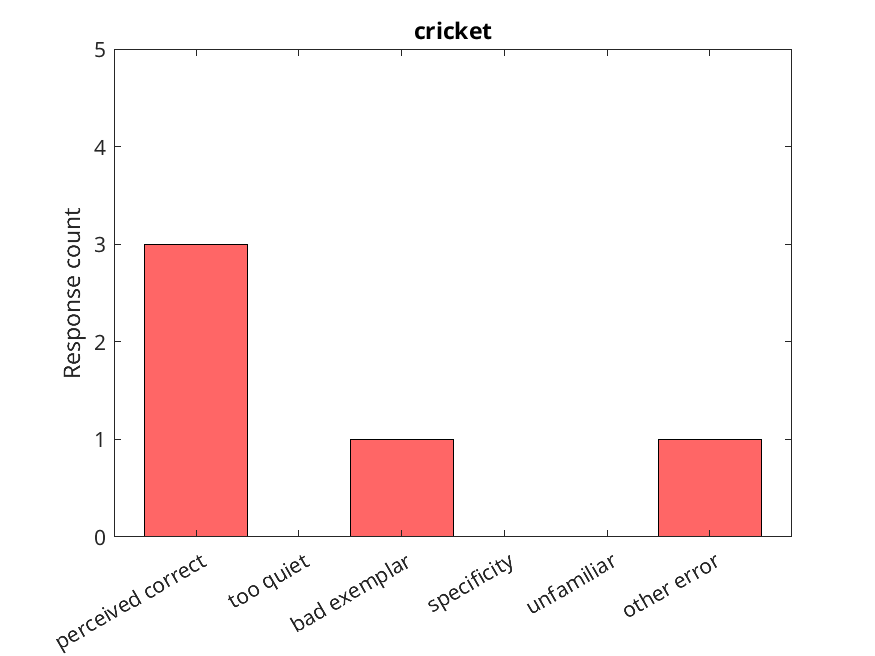 cricket
5
4
3
2
1
0
Response count
perceived correct
too quiet
bad exemplar
specificity
unfamiliar
other error